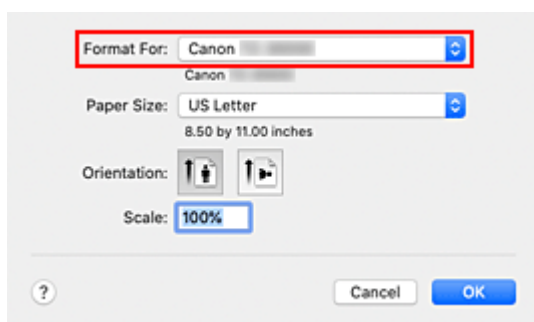 Format For: Canon
Canon
Paper Size: US Letter
8.50 by 11.00 inches
Orientation:
Scale: 100%
? Cancel OK